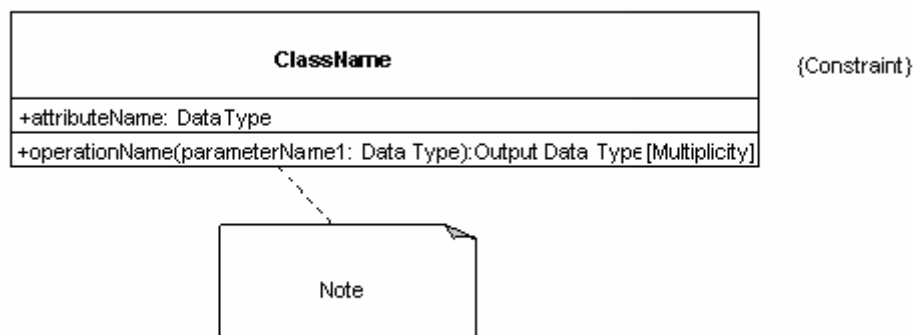 ClassName
{Constraint}
+attributeName: DataType
+operationName(parameterName1: Data Type):Output Data Type[Multiplicity]
Note